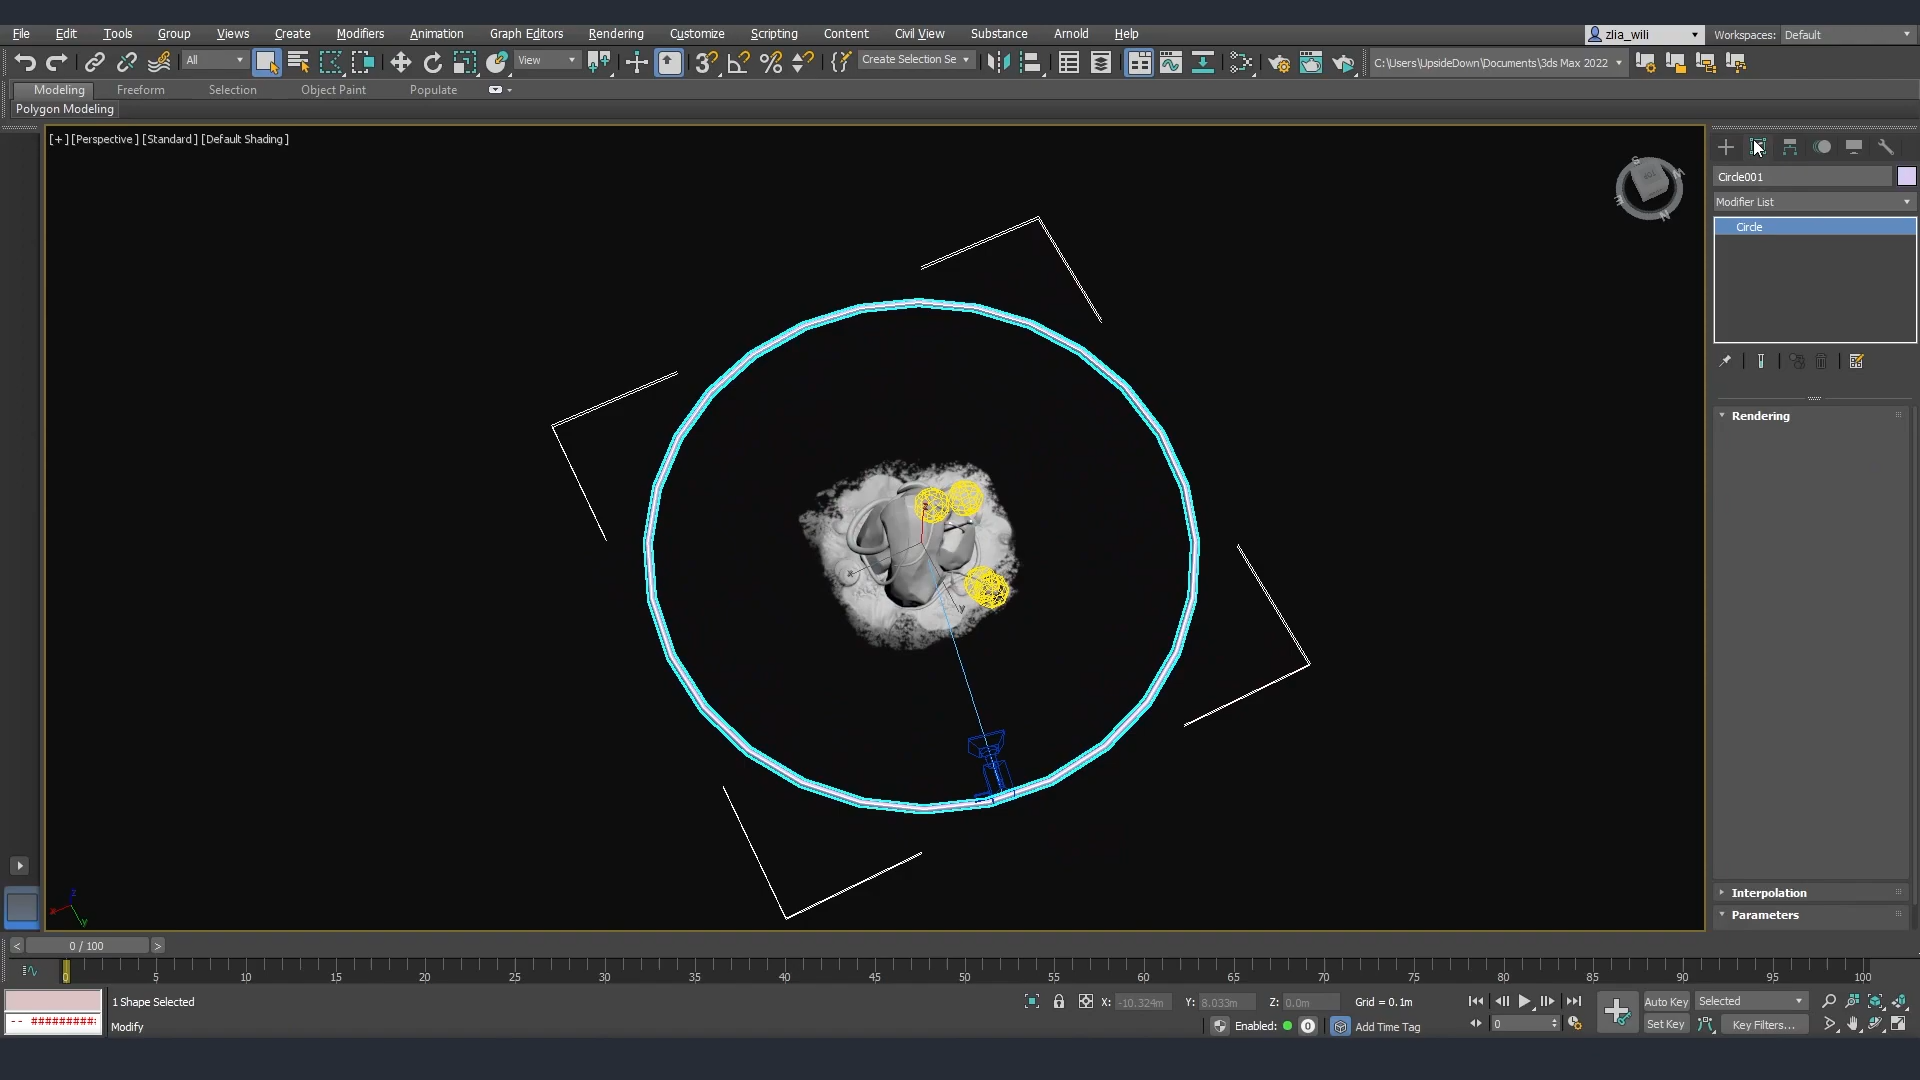 File Edit Tools Group Views Create Modifiers Animation Graph Editors Rendering Customize Scripting Content Civil View Substance Arnold Help zlia_wili Workspaces: Default
All View Create Selection Se C:\Users\UpsideDown\Documents\3ds Max 2022
Modeling Freeform Selection Object Paint Populate
Polygon Modeling
[+] [Perspective] [Standard] [Default Shading]
Circle001
Modifier List
Circle
Rendering
Interpolation
Parameters
0 / 100
0 5 10 15 20 25 30 35 40 45 50 55 60 65 70 75 80 85 90 95 100
1 Shape Selected X: -10.324m Y: 8.033m Z: 0.0m Grid = 0.1m Auto Key Selected
-- ######### Modify Enabled: 0 Add Time Tag 0 Set Key Key Filters...